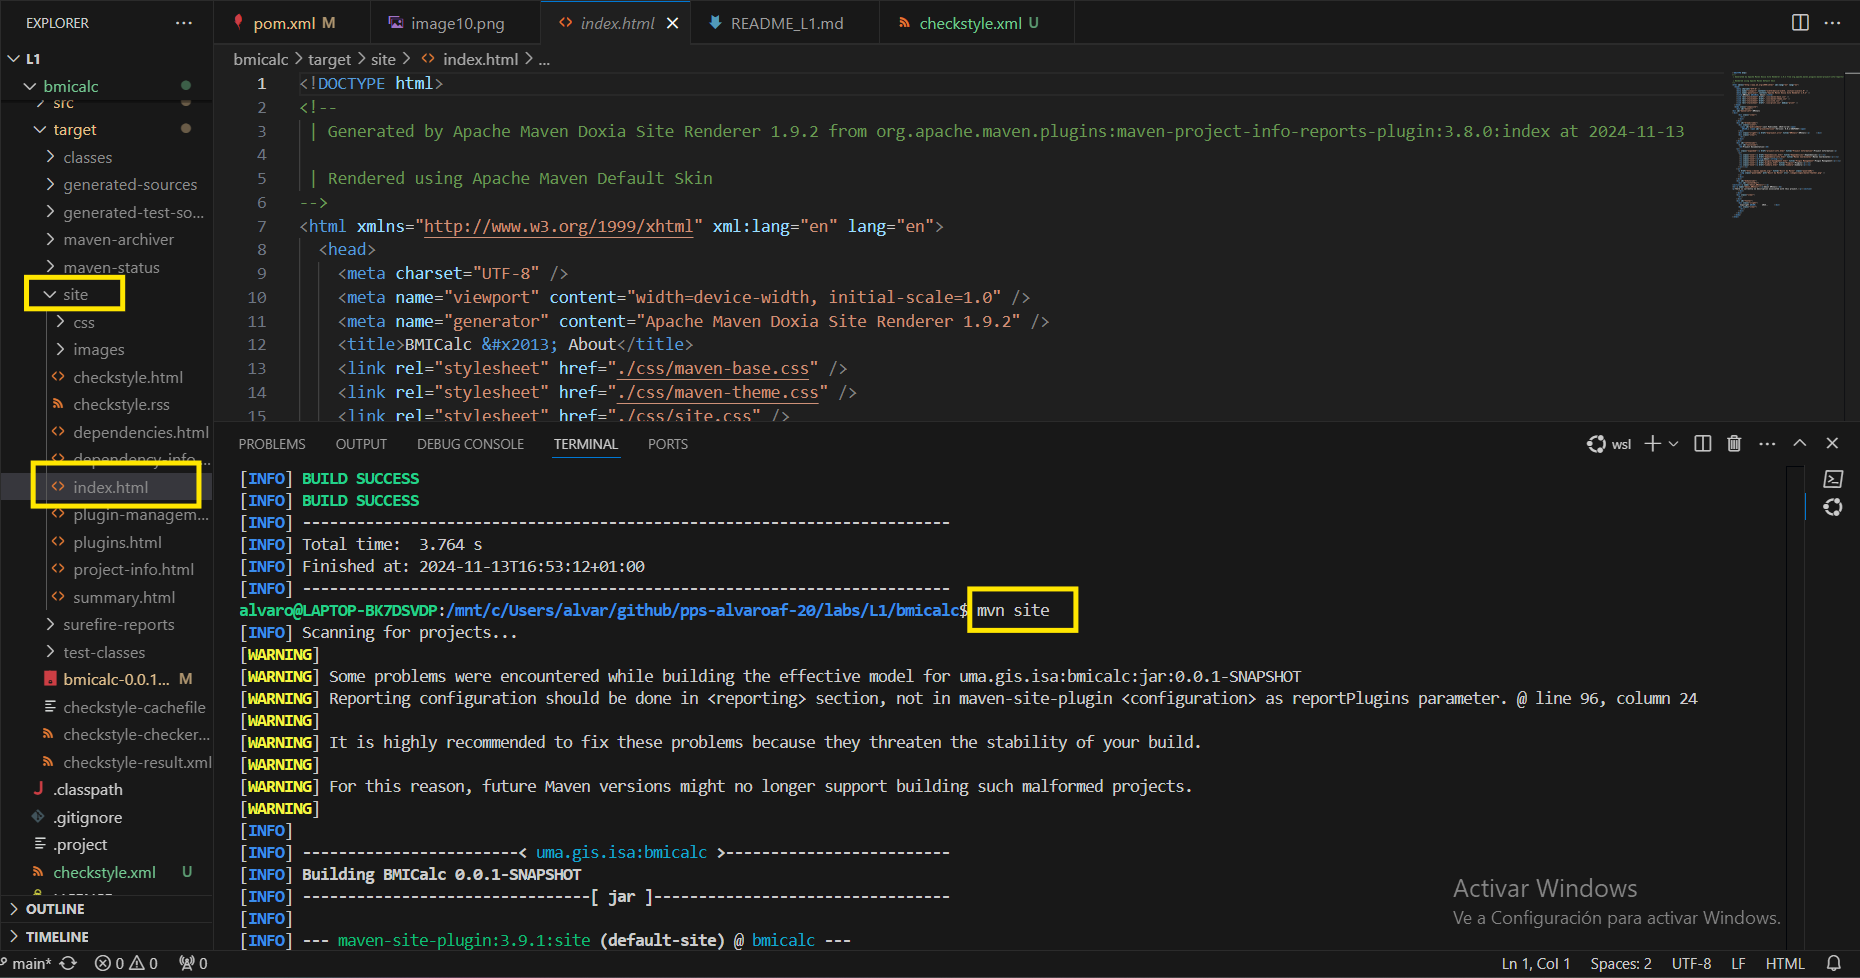 EXPLORER
L1
bmicalc
src
target
classes
generated-sources
generated-test-so...
maven-archiver
maven-status
site
css
images
checkstyle.html
checkstyle.rss
dependencies.html
dependency-info...
index.html
plugin-managem...
plugins.html
project-info.html
summary.html
surefire-reports
test-classes
bmicalc-0.0.1... M
checkstyle-cachefile
checkstyle-checker...
checkstyle-result.xml
.classpath
.gitignore
.project
checkstyle.xml U
OUTLINE
TIMELINE
pom.xml M
image10.png
index.html
README_L1.md
checkstyle.xml U
bmicalc > target > site > <> index.html > ...
1 <!DOCTYPE html>
2 <!--
3 | Generated by Apache Maven Doxia Site Renderer 1.9.2 from org.apache.maven.plugins:maven-project-info-reports-plugin:3.8.0:index at 2024-11-13
4
5 | Rendered using Apache Maven Default Skin
6 -->
7 <html xmlns="http://www.w3.org/1999/xhtml" xml:lang="en" lang="en">
8 <head>
9 <meta charset="UTF-8" />
10 <meta name="viewport" content="width=device-width, initial-scale=1.0" />
11 <meta name="generator" content="Apache Maven Doxia Site Renderer 1.9.2" />
12 <title>BMICalc &#x2013; About</title>
13 <link rel="stylesheet" href="./css/maven-base.css" />
14 <link rel="stylesheet" href="./css/maven-theme.css" />
15 <link rel="stylesheet" href="./css/site.css" />
PROBLEMS OUTPUT DEBUG CONSOLE TERMINAL PORTS
wsl
[INFO] BUILD SUCCESS
[INFO] BUILD SUCCESS
[INFO] ------------------------------------------------------------------------
[INFO] Total time:  3.764 s
[INFO] Finished at: 2024-11-13T16:53:12+01:00
[INFO] ------------------------------------------------------------------------
alvaro@LAPTOP-BK7DSVDP:/mnt/c/Users/alvar/github/pps-alvaroaf-20/labs/L1/bmicalc$ mvn site
[INFO] Scanning for projects...
[WARNING]
[WARNING] Some problems were encountered while building the effective model for uma.gis.isa:bmicalc:jar:0.0.1-SNAPSHOT
[WARNING] Reporting configuration should be done in <reporting> section, not in maven-site-plugin <configuration> as reportPlugins parameter. @ line 96, column 24
[WARNING]
[WARNING] It is highly recommended to fix these problems because they threaten the stability of your build.
[WARNING]
[WARNING] For this reason, future Maven versions might no longer support building such malformed projects.
[WARNING]
[INFO]
[INFO] ------------------------< uma.gis.isa:bmicalc >-------------------------
[INFO] Building BMICalc 0.0.1-SNAPSHOT
[INFO] --------------------------------[ jar ]---------------------------------
[INFO]
[INFO] --- maven-site-plugin:3.9.1:site (default-site) @ bmicalc ---
Activar Windows
Ve a Configuración para activar Windows.
main* 0 0 0
Ln 1, Col 1 Spaces: 2 UTF-8 LF HTML